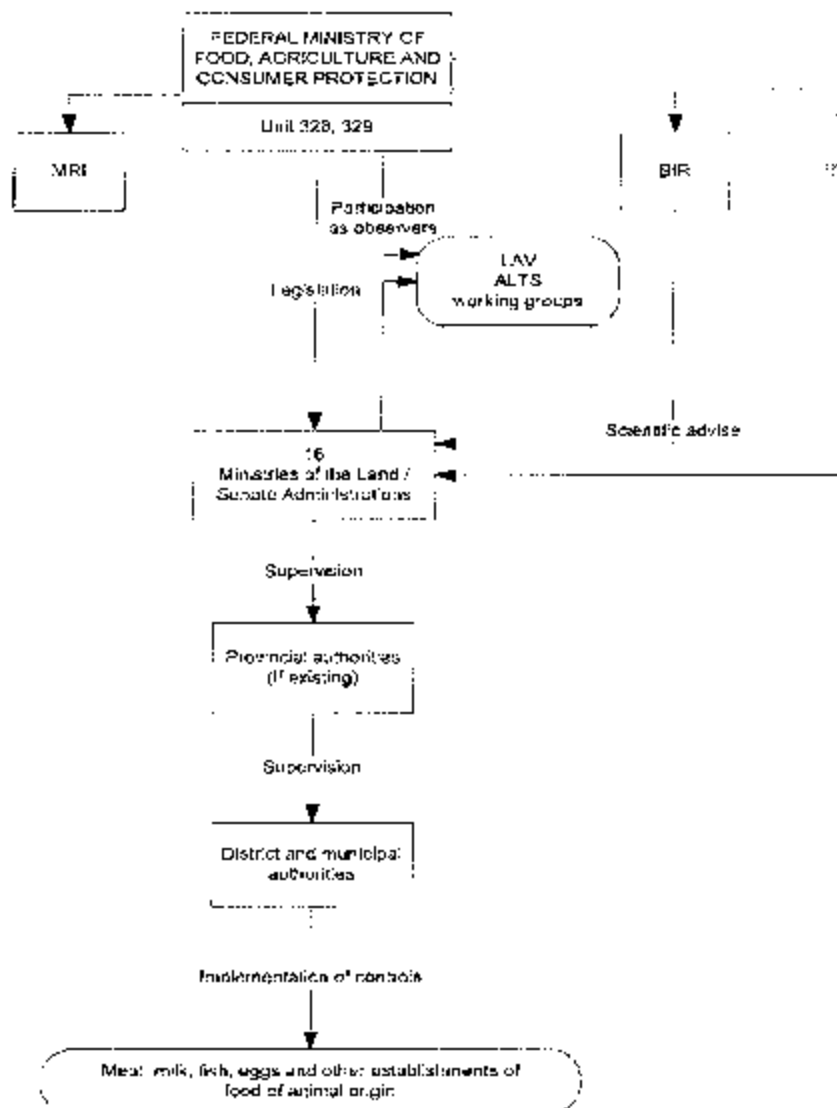 FEDERAL MINISTRY OF
FOOD, AGRICULTURE AND
CONSUMER PROTECTION
Unit 328, 329
MRI
BfR
Participation
as observers
LAV
ALTS
working groups
Legislation
Scientific advise
16
Ministries of the Land /
Senate Administrations
Supervision
Provincial authorities
(If existing)
Supervision
District and municipal
authorities
Implementation of controls
Meat, milk, fish, eggs and other establishments of
food of animal origin